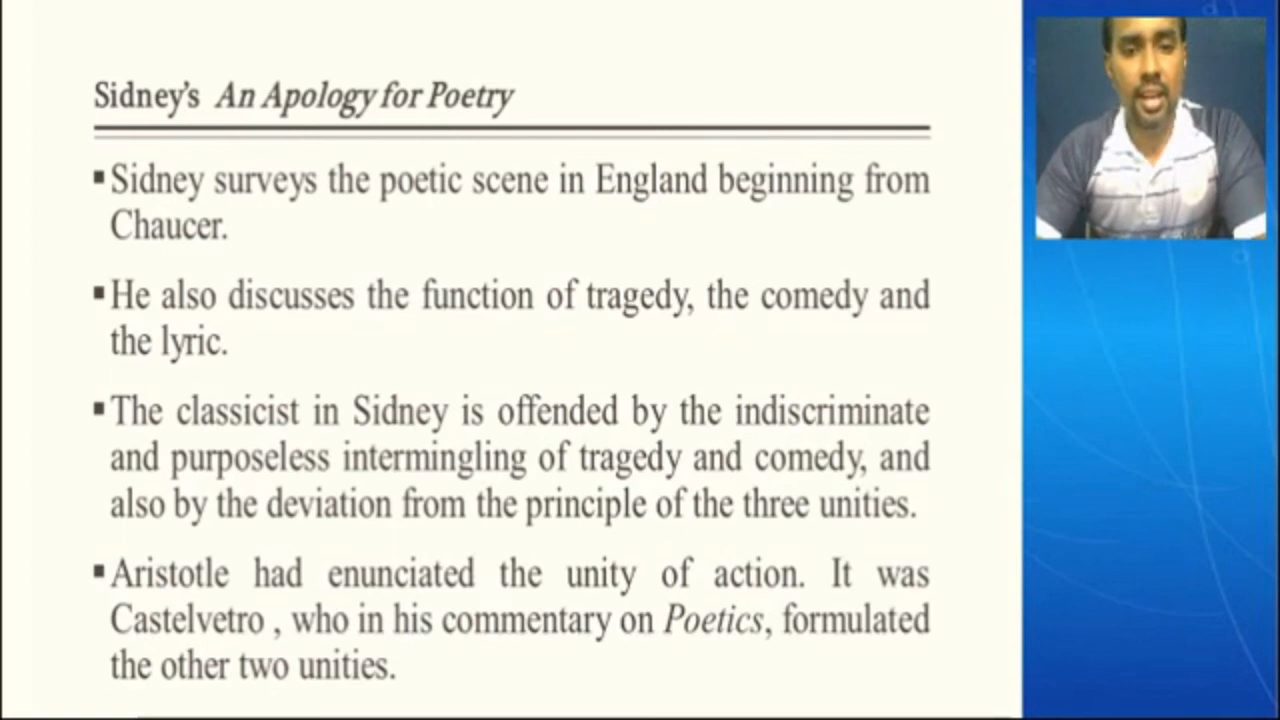 Sidney's An Apology for Poetry
▪Sidney surveys the poetic scene in England beginning from
Chaucer.
▪He also discusses the function of tragedy, the comedy and
the lyric.
▪The classicist in Sidney is offended by the indiscriminate
and purposeless intermingling of tragedy and comedy, and
also by the deviation from the principle of the three unities.
▪Aristotle had enunciated the unity of action. It was
Castelvetro , who in his commentary on Poetics, formulated
the other two unities.